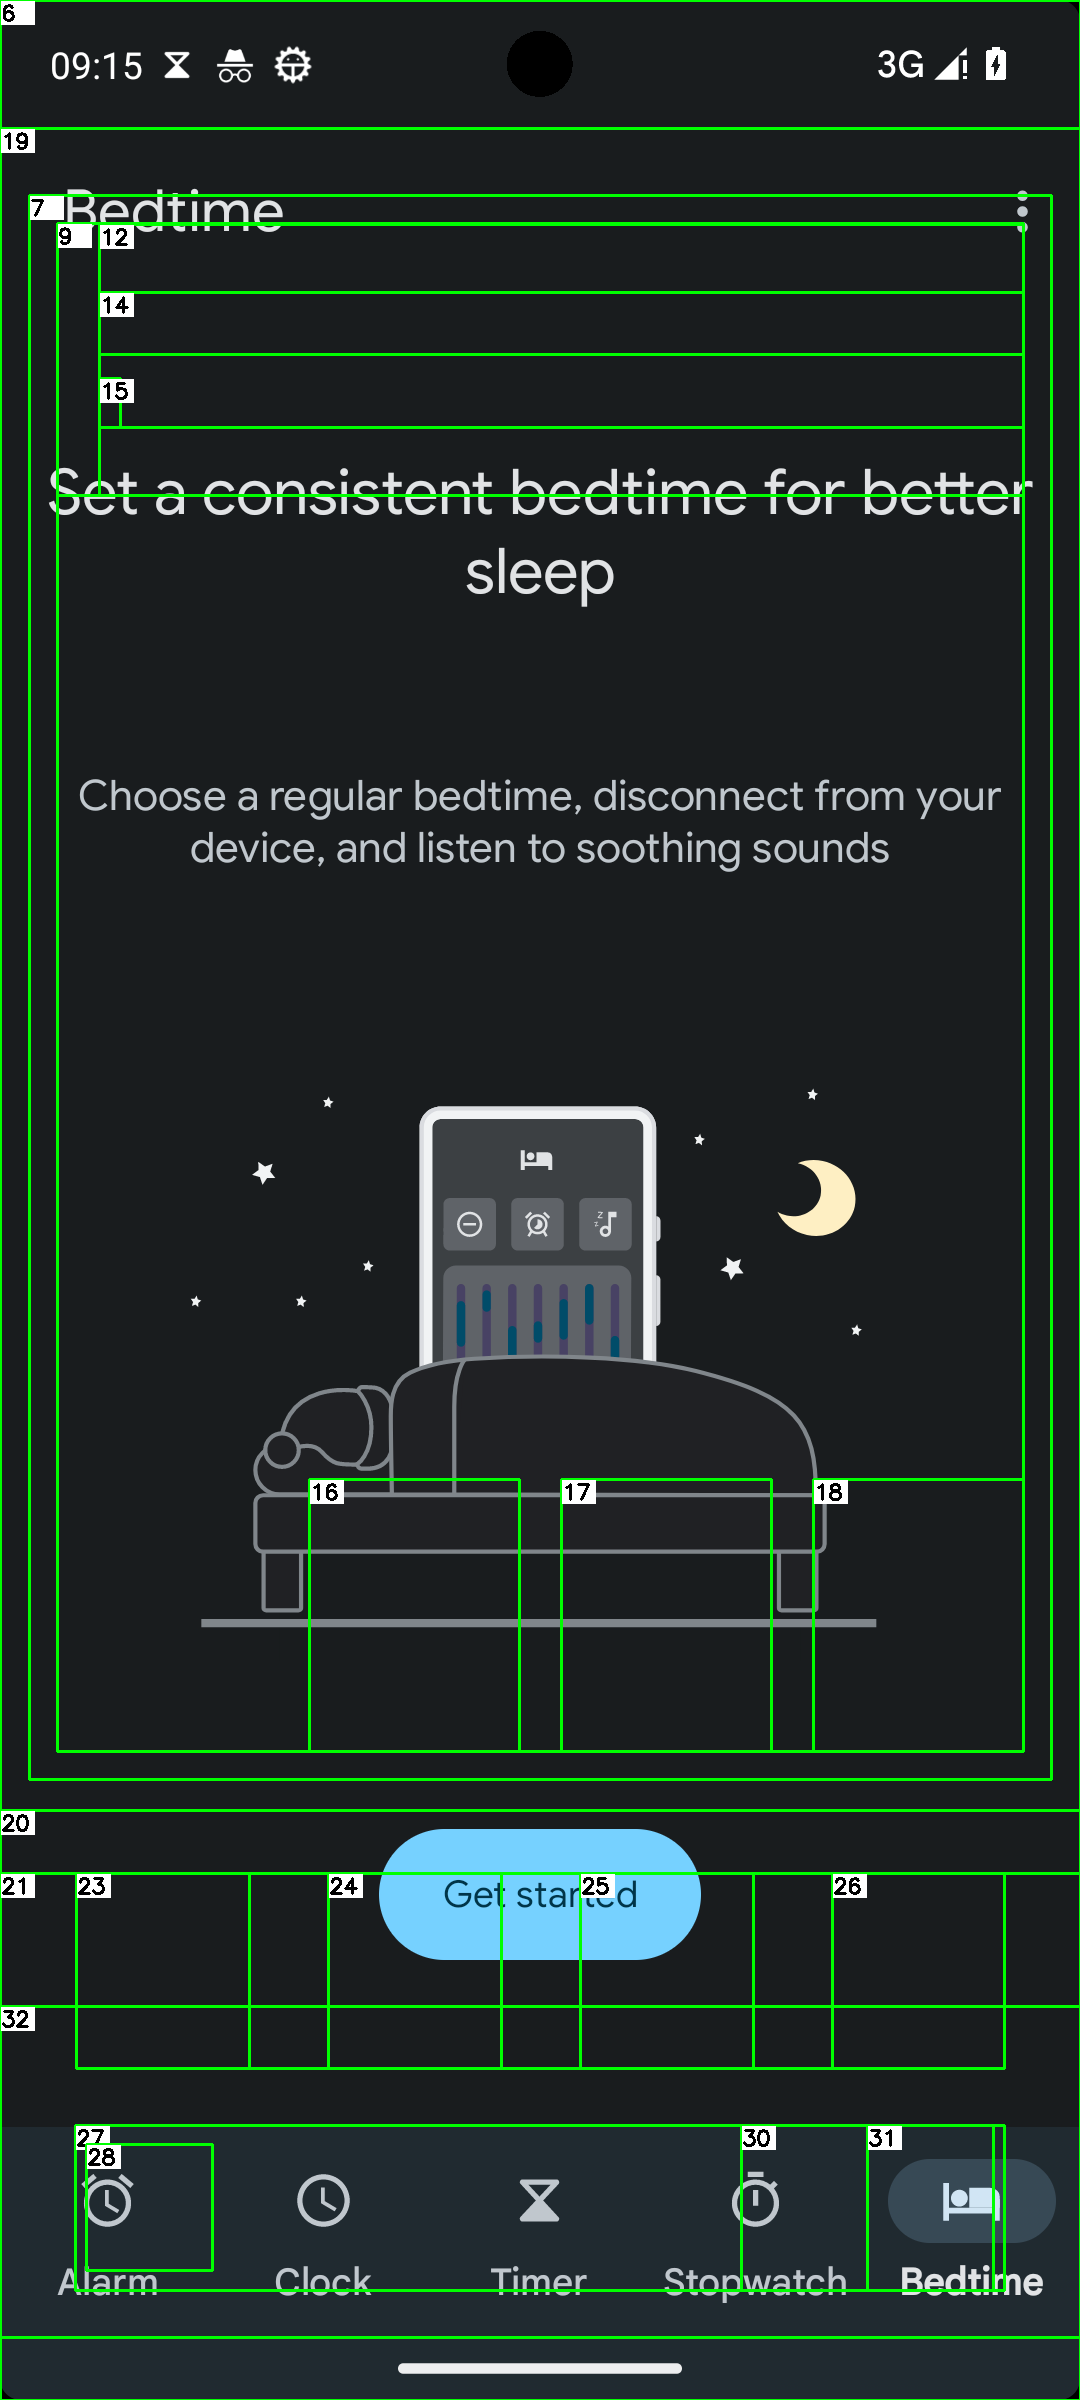 6
09:15
3G
19
7
Bedtime
9
12
14
15
Set a consistent bedtime for better
sleep
Choose a regular bedtime, disconnect from your
device, and listen to soothing sounds
z
z
16
17
18
20
21
23
24
Get started
25
26
32
27
28
30
31
Alarm
Clock
Timer
Stopwatch
Bedtime